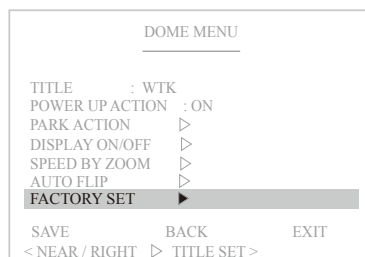 DOME MENU
TITLE : WTK
POWER UP ACTION : ON
PARK ACTION ▷
DISPLAY ON/OFF ▷
SPEED BY ZOOM ▷
AUTO FLIP ▷
FACTORY SET ▶
SAVE BACK EXIT
< NEAR / RIGHT ▷ TITLE SET >